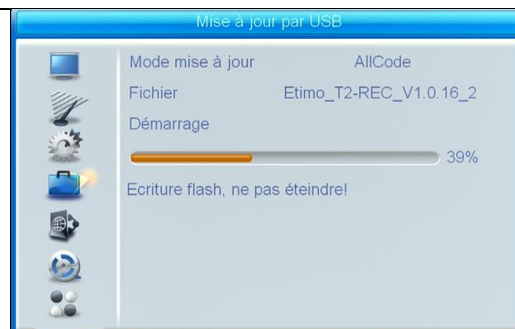 Mise à jour par USB
Mode mise à jour AllCode
Fichier Etimo_T2-REC_V1.0.16_2
Démarrage
39%
Ecriture flash, ne pas éteindre!